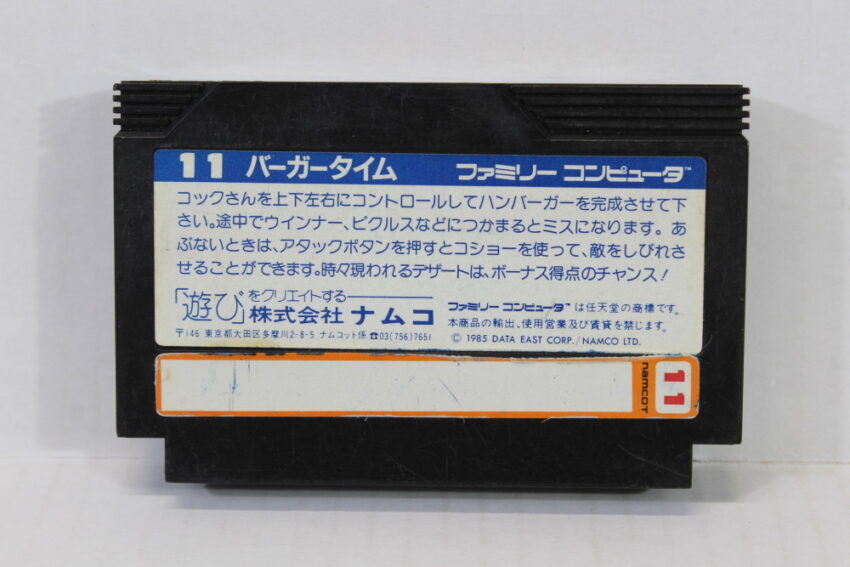 11 バーガータイム ファミリー コンピュータ™
コックさんを上下左右にコントロールしてハンバーガーを完成させて下
さい。途中でウインナー、ピクルスなどにつかまるとミスになります。あ
ぶないときは、アタックボタンを押すとコショーを使って、敵をしびれさ
せることができます。時々現われるデザートは、ボーナス得点のチャンス!
「遊び」をクリエイトする
株式会社 ナムコ
〒146 東京都大田区多摩川2-8-5 ナムコット係 ☎03(756)7651
ファミリー コンピュータ™は任天堂の商標です。
本商品の輸出、使用営業及び賃貸を禁じます。
© 1985 DATA EAST CORP./NAMCO LTD.
namcot
11